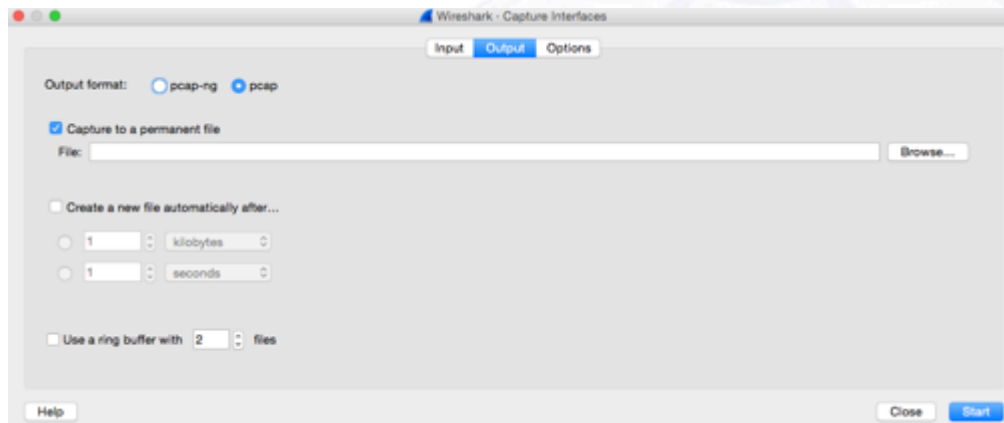 Wireshark - Capture Interfaces
Input Output Options
Output format: pcap-ng pcap
Capture to a permanent file
File: Browse...
Create a new file automatically after...
1 kilobytes
1 seconds
Use a ring buffer with 2 files
Help Close Start